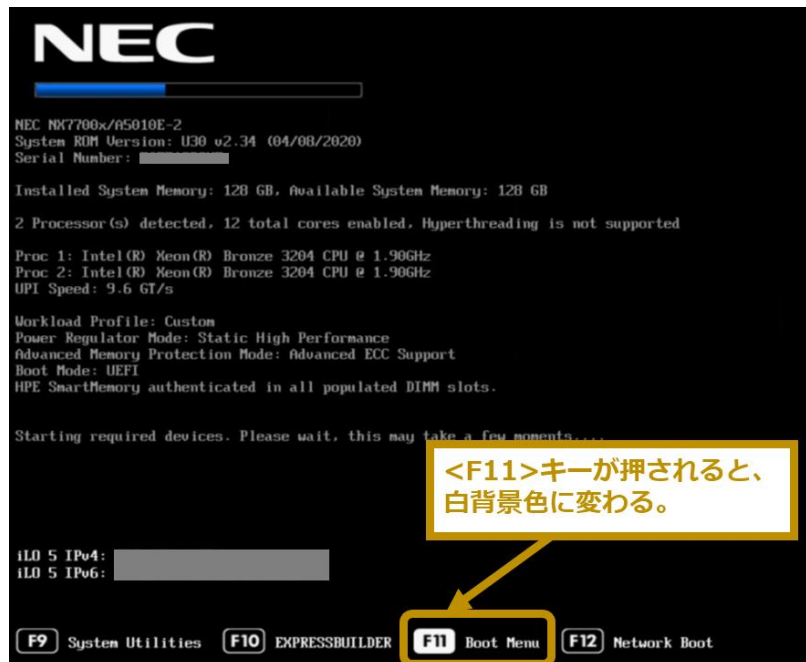 NEC
NEC NX7700x/A5010E-2
System ROM Version: U30 v2.34 (04/08/2020)
Serial Number:
Installed System Memory: 128 GB, Available System Memory: 128 GB
2 Processor(s) detected, 12 total cores enabled, Hyperthreading is not supported
Proc 1: Intel(R) Xeon(R) Bronze 3204 CPU @ 1.90GHz
Proc 2: Intel(R) Xeon(R) Bronze 3204 CPU @ 1.90GHz
UPI Speed: 9.6 GT/s
Workload Profile: Custom
Power Regulator Mode: Static High Performance
Advanced Memory Protection Mode: Advanced ECC Support
Boot Mode: UEFI
HPE SmartMemory authenticated in all populated DIMM slots.
Starting required devices. Please wait, this may take a few moments....
<F11>キーが押されると、
白背景色に変わる。
iLO 5 IPv4:
iLO 5 IPv6:
F9 System Utilities F10 EXPRESSBUILDER F11 Boot Menu F12 Network Boot